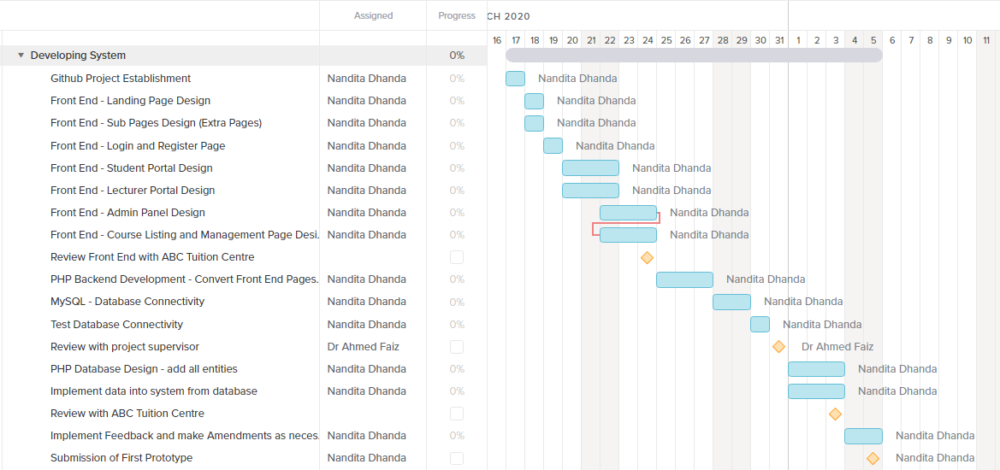 Assigned Progress CH 2020
16 17 18 19 20 21 22 23 24 25 26 27 28 29 30 31 1 2 3 4 5 6 7 8 9 10 11
Developing System 0%
Github Project Establishment Nandita Dhanda 0% Nandita Dhanda
Front End - Landing Page Design Nandita Dhanda 0% Nandita Dhanda
Front End - Sub Pages Design (Extra Pages) Nandita Dhanda 0% Nandita Dhanda
Front End - Login and Register Page Nandita Dhanda 0% Nandita Dhanda
Front End - Student Portal Design Nandita Dhanda 0% Nandita Dhanda
Front End - Lecturer Portal Design Nandita Dhanda 0% Nandita Dhanda
Front End - Admin Panel Design Nandita Dhanda 0% Nandita Dhanda
Front End - Course Listing and Management Page Desi. Nandita Dhanda 0% Nandita Dhanda
Review Front End with ABC Tuition Centre
PHP Backend Development - Convert Front End Pages. Nandita Dhanda 0% Nandita Dhanda
MySQL - Database Connectivity Nandita Dhanda 0% Nandita Dhanda
Test Database Connectivity Nandita Dhanda 0% Nandita Dhanda
Review with project supervisor Dr Ahmed Faiz Dr Ahmed Faiz
PHP Database Design - add all entities Nandita Dhanda 0% Nandita Dhanda
Implement data into system from database Nandita Dhanda 0% Nandita Dhanda
Review with ABC Tuition Centre
Implement Feedback and make Amendments as neces. Nandita Dhanda 0% Nandita Dhanda
Submission of First Prototype Nandita Dhanda Nandita Dhanda